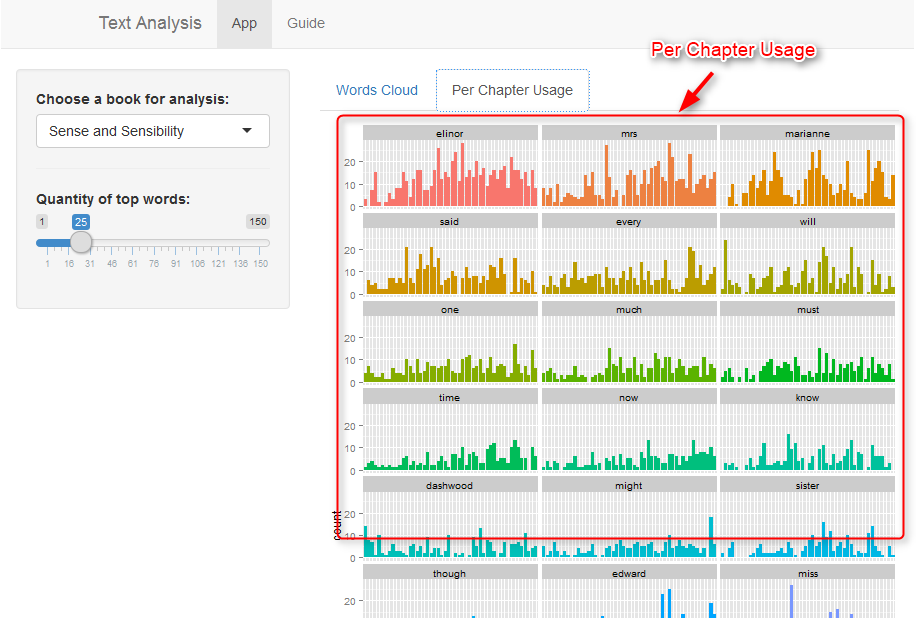 Text Analysis App Guide
Per Chapter Usage
Choose a book for analysis:
Sense and Sensibility
Quantity of top words:
1 25 150
1 16 31 46 61 76 91 106 121 136 150
Words Cloud Per Chapter Usage
elinor mrs marianne
20
10
0
said every will
20
10
0
one much must
20
10
0
time now know
20
10
0
dashwood might sister
20
10
0
count
though edward miss
20